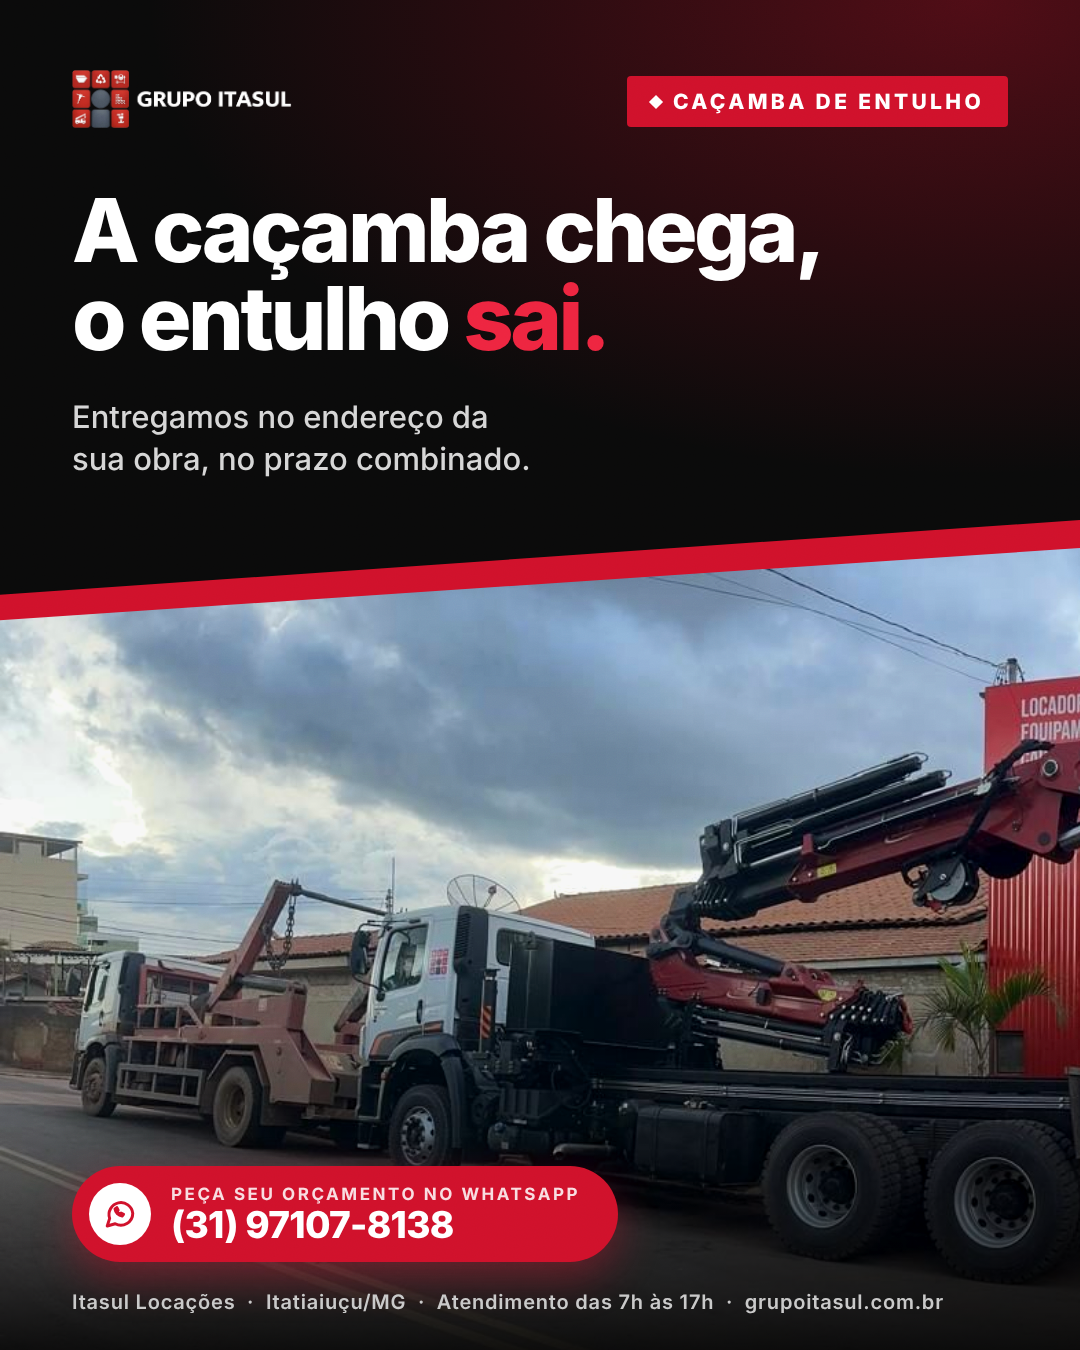 GRUPO ITASUL
CAÇAMBA DE ENTULHO
A caçamba chega,
o entulho sai.
Entregamos no endereço da
sua obra, no prazo combinado.
PEÇA SEU ORÇAMENTO NO WHATSAPP
(31) 97107-8138
Itasul Locações · Itatiaiuçu/MG · Atendimento das 7h às 17h · grupoitasul.com.br